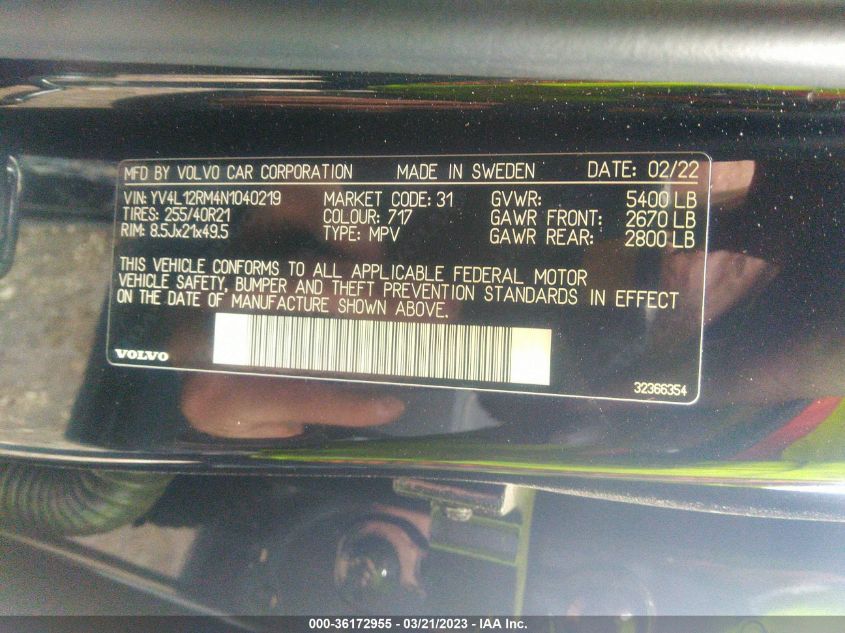 MFD BY VOLVO CAR CORPORATION MADE IN SWEDEN DATE: 02/22
VIN: YV4L12RM4N1040219 MARKET CODE: 31 GVWR: 5400 LB
TIRES: 255/40R21 COLOUR: 717 GAWR FRONT: 2670 LB
RIM: 8.5Jx21x49.5 TYPE: MPV GAWR REAR: 2800 LB
THIS VEHICLE CONFORMS TO ALL APPLICABLE FEDERAL MOTOR
VEHICLE SAFETY, BUMPER AND THEFT PREVENTION STANDARDS IN EFFECT
ON THE DATE OF MANUFACTURE SHOWN ABOVE.
VOLVO
32366354
000-36172955 - 03/21/2023 - IAA Inc.